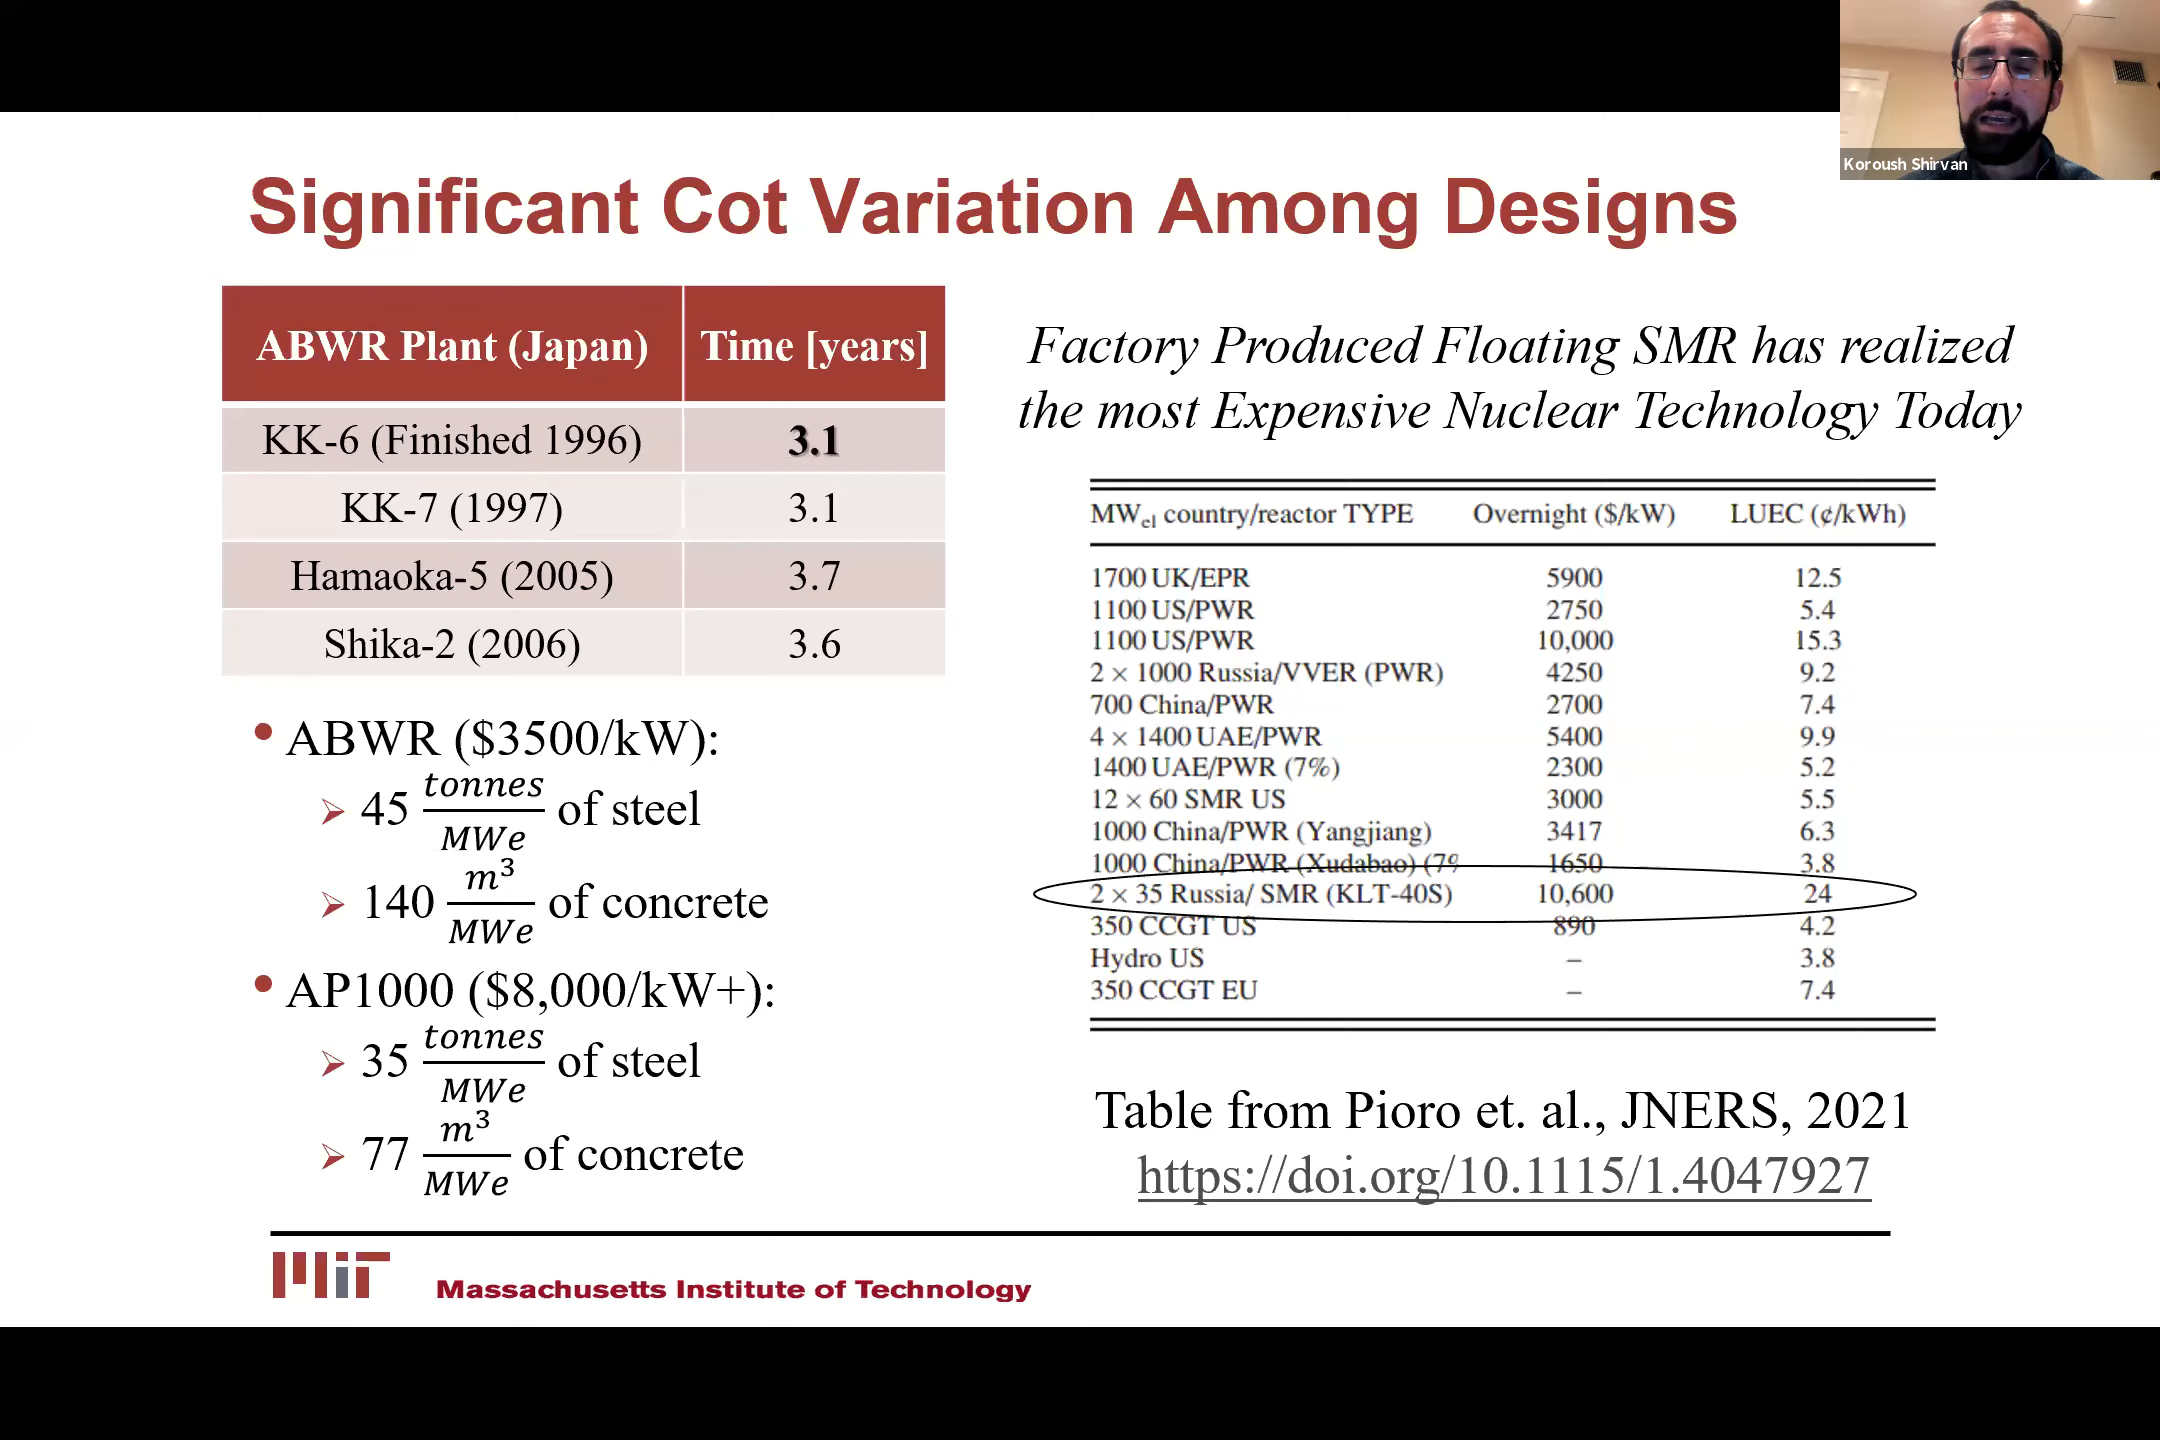 Koroush Shirvan
Significant Cot Variation Among Designs
ABWR Plant (Japan) Time [years]
KK-6 (Finished 1996) 3.1
KK-7 (1997) 3.1
Hamaoka-5 (2005) 3.7
Shika-2 (2006) 3.6
• ABWR ($3500/kW):
➢ 45 tonnes/MWe of steel
➢ 140 m³/MWe of concrete
• AP1000 ($8,000/kW+):
➢ 35 tonnes/MWe of steel
➢ 77 m³/MWe of concrete
Factory Produced Floating SMR has realized
the most Expensive Nuclear Technology Today
MWel country/reactor TYPE Overnight ($/kW) LUEC (¢/kWh)
1700 UK/EPR 5900 12.5
1100 US/PWR 2750 5.4
1100 US/PWR 10,000 15.3
2 × 1000 Russia/VVER (PWR) 4250 9.2
700 China/PWR 2700 7.4
4 × 1400 UAE/PWR 5400 9.9
1400 UAE/PWR (7%) 2300 5.2
12 × 60 SMR US 3000 5.5
1000 China/PWR (Yangjiang) 3417 6.3
1000 China/PWR (Xudabao) (7% 1650 3.8
2 × 35 Russia/ SMR (KLT-40S) 10,600 24
350 CCGT US 890 4.2
Hydro US – 3.8
350 CCGT EU – 7.4
Table from Pioro et. al., JNERS, 2021
https://doi.org/10.1115/1.4047927
MIT Massachusetts Institute of Technology